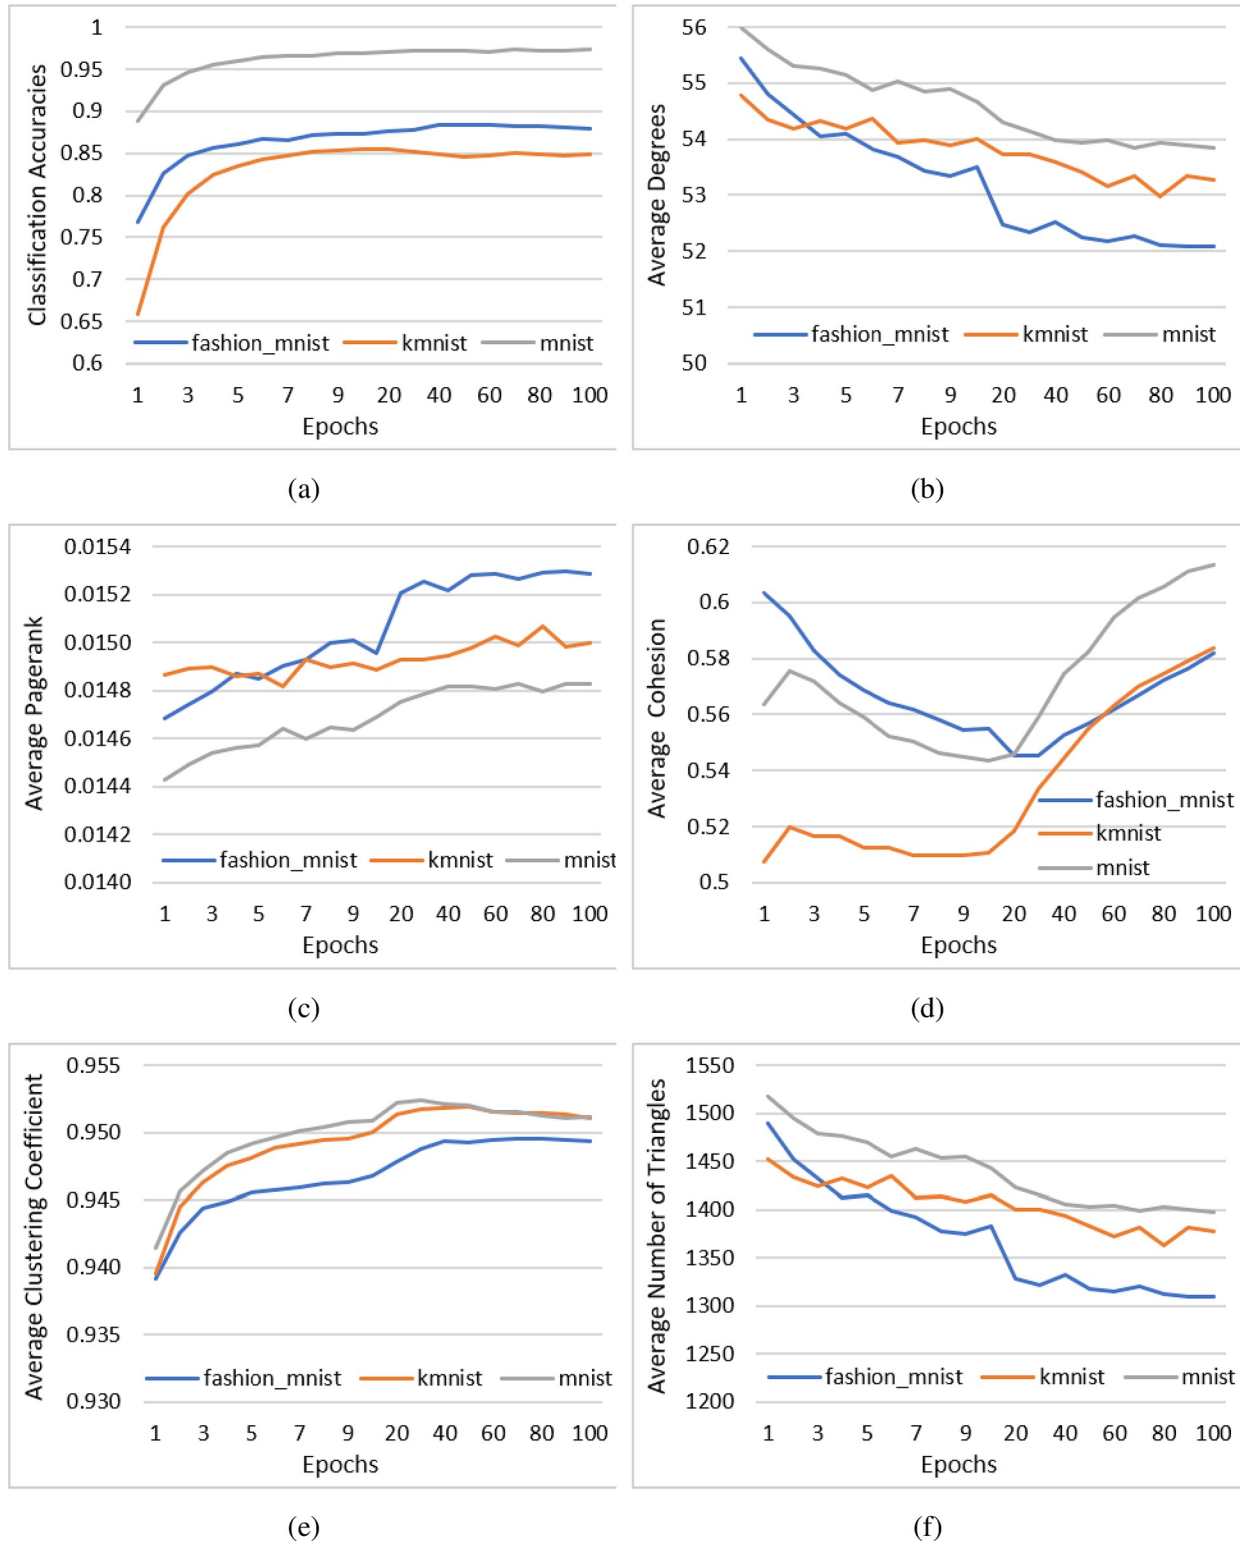 Classification Accuracies
1
0.95
0.9
0.85
0.8
0.75
0.7
0.65
0.6
fashion_mnist kmnist mnist
1 3 5 7 9 20 40 60 80 100
Epochs
(a)
Average Degrees
56
55
54
53
52
51
50
fashion_mnist kmnist mnist
1 3 5 7 9 20 40 60 80 100
Epochs
(b)
Average Pagerank
0.0154
0.0152
0.0150
0.0148
0.0146
0.0144
0.0142
0.0140
fashion_mnist kmnist mnist
1 3 5 7 9 20 40 60 80 100
Epochs
(c)
Average Cohesion
0.62
0.6
0.58
0.56
0.54
0.52
0.5
fashion_mnist
kmnist
mnist
1 3 5 7 9 20 40 60 80 100
Epochs
(d)
Average Clustering Coefficient
0.955
0.950
0.945
0.940
0.935
0.930
fashion_mnist kmnist mnist
1 3 5 7 9 20 40 60 80 100
Epochs
(e)
Average Number of Triangles
1550
1500
1450
1400
1350
1300
1250
1200
fashion_mnist kmnist mnist
1 3 5 7 9 20 40 60 80 100
Epochs
(f)